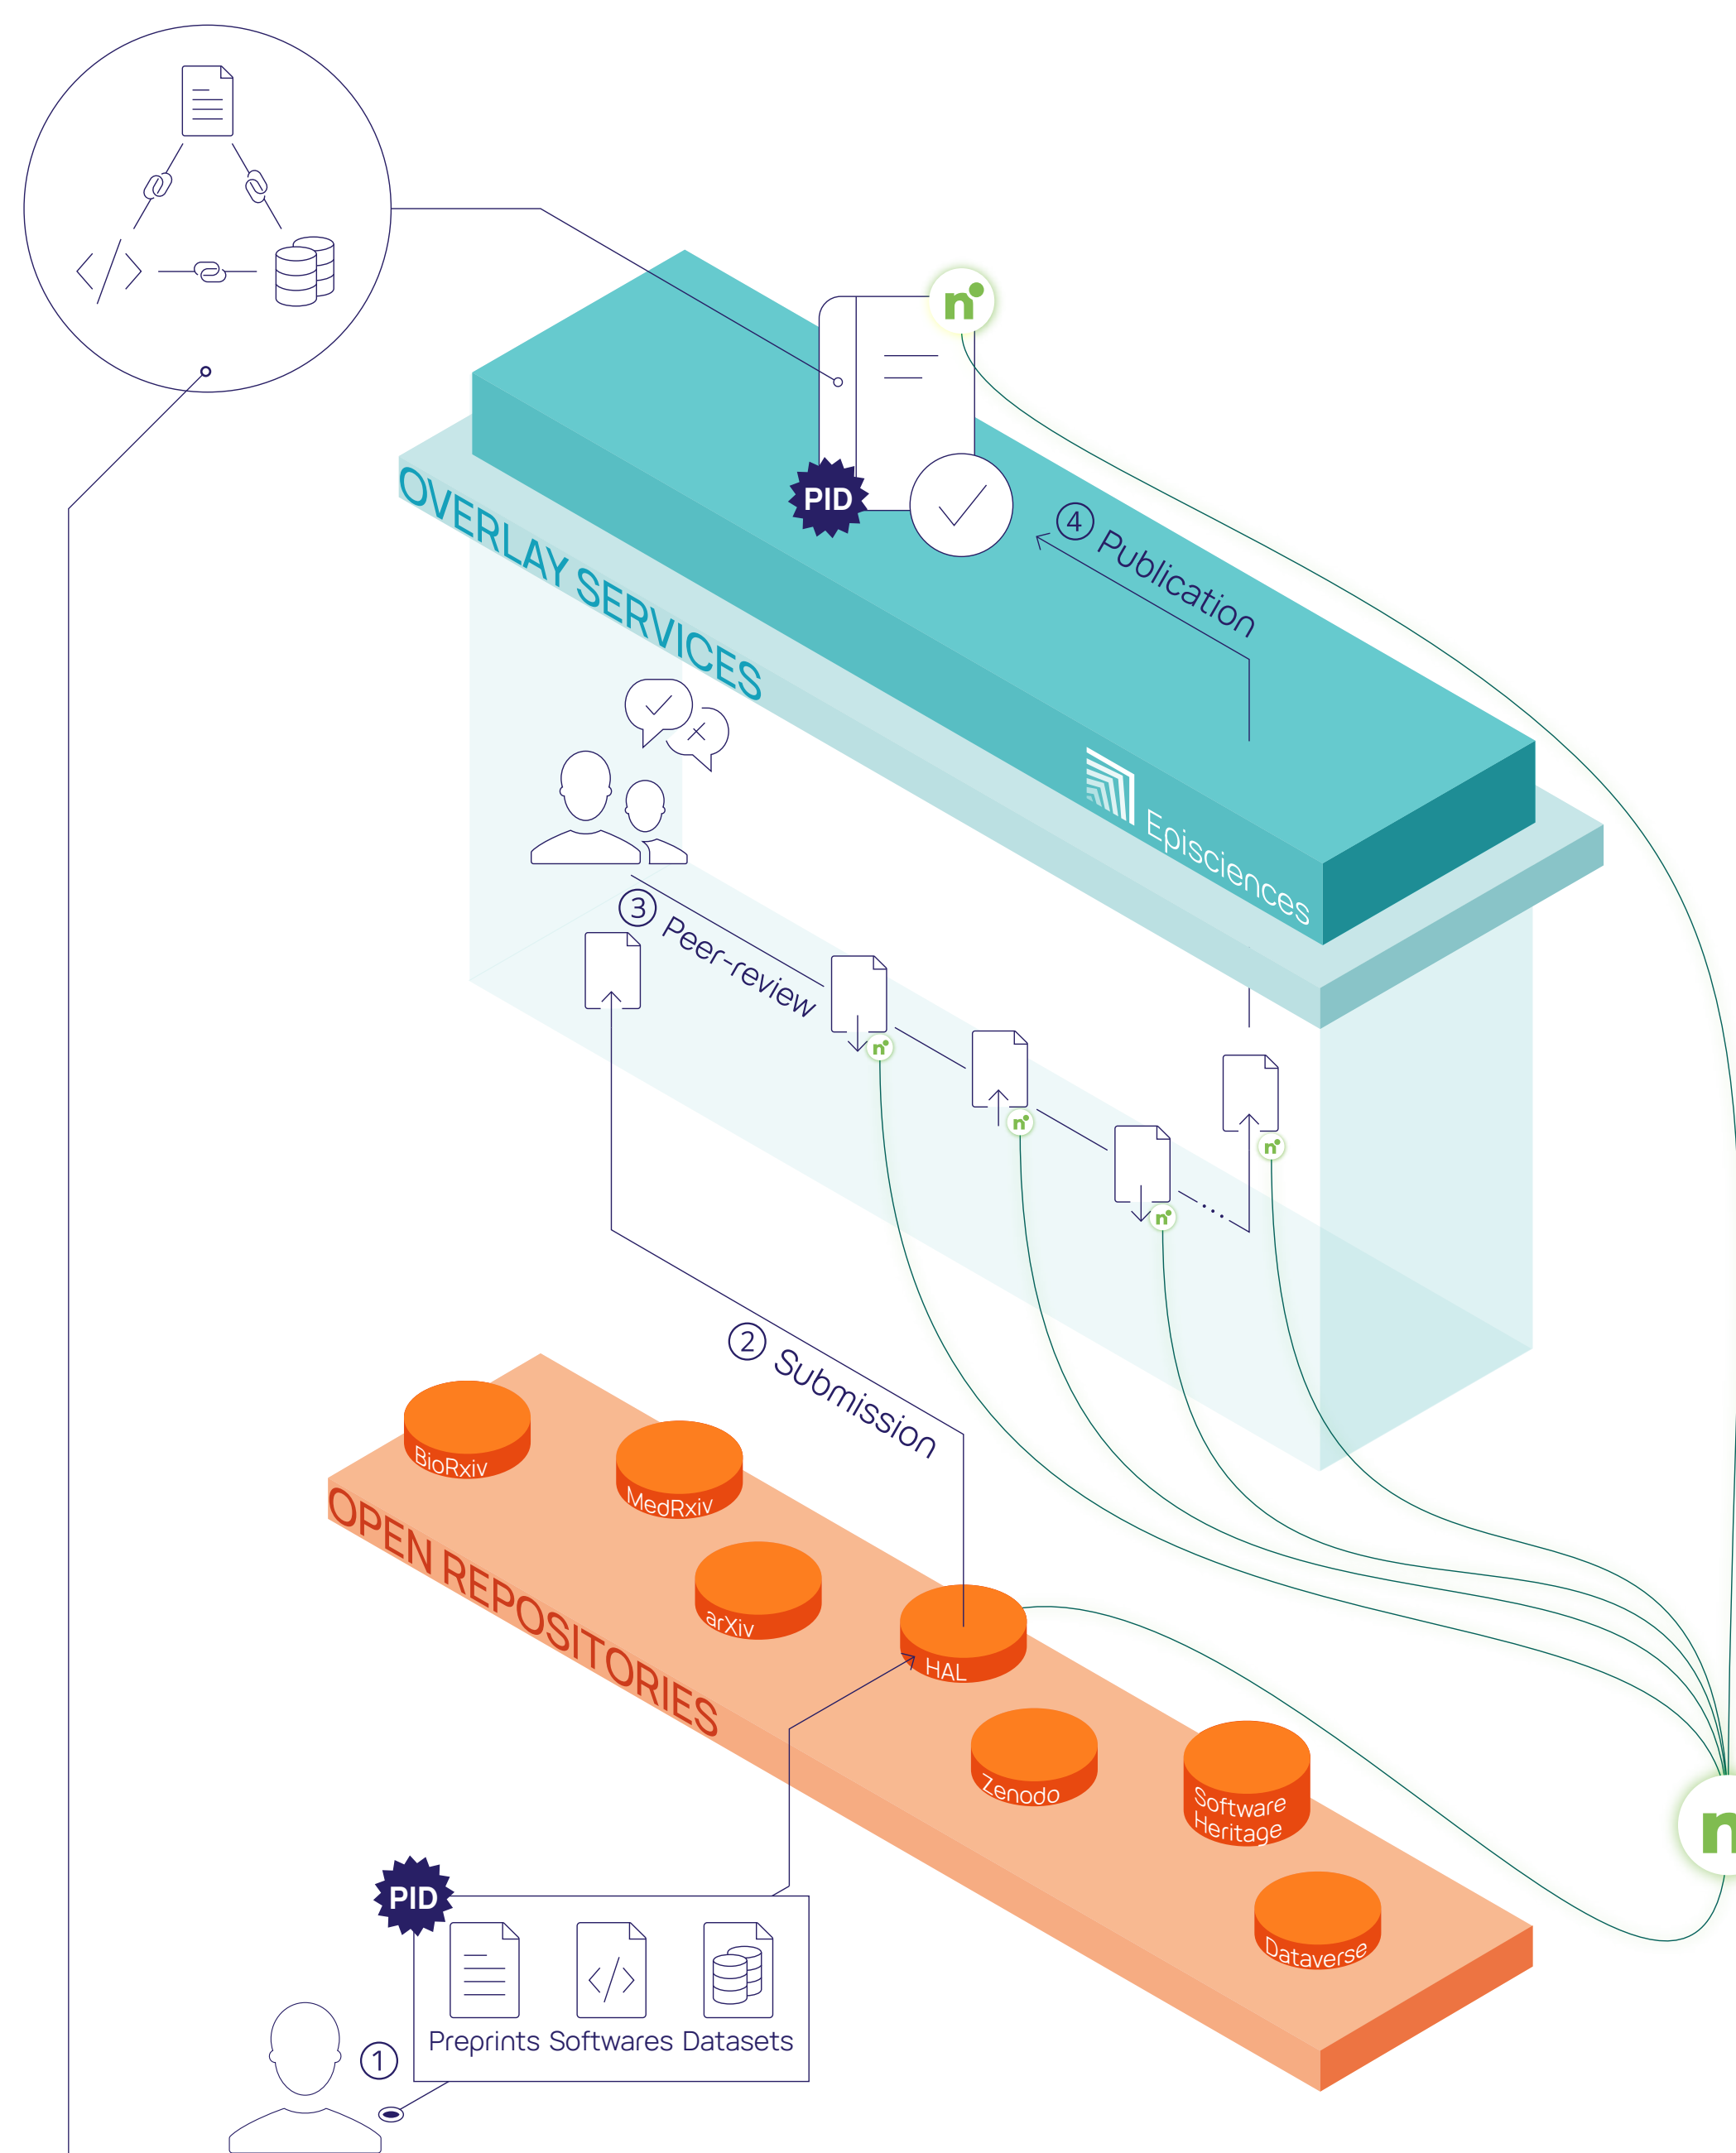 n
PID
④ Publication
OVERLAY SERVICES
Episciences
③ Peer-review
n
n
n
n
② Submission
BioRxiv
MedRxiv
OPEN REPOSITORIES
arXiv
HAL
Zenodo
Software
Heritage
n
Dataverse
PID
Preprints Softwares Datasets
①